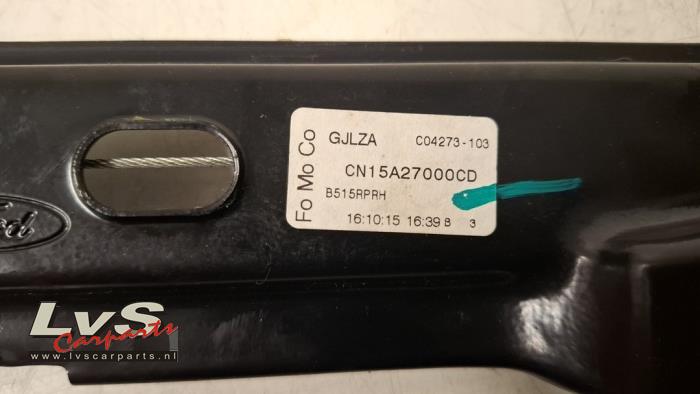 Fo Mo Co
GJLZA C04273-103
CN15A27000CD
B515RPRH
16:10:15 16:39 B 3
Ford
LvS
Carparts
www.lvscarparts.nl